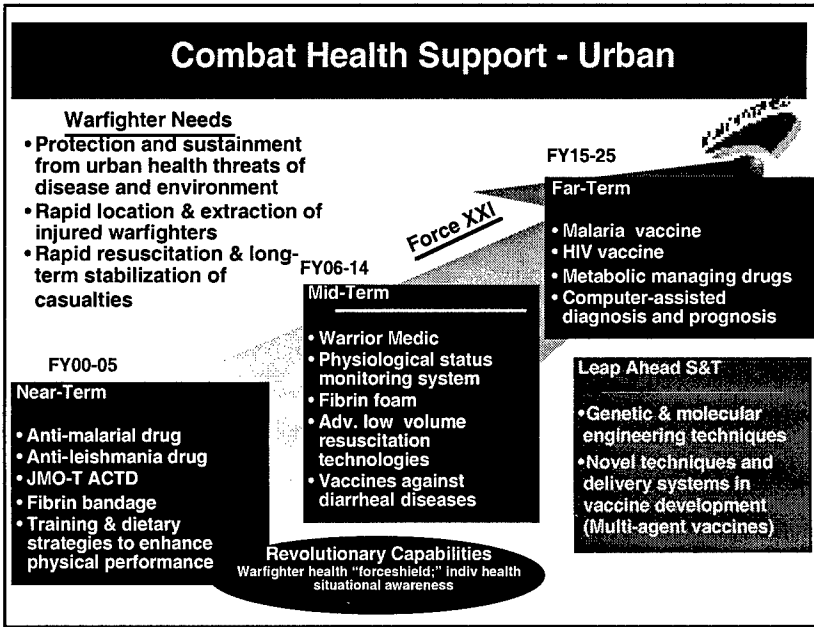 Combat Health Support - Urban
Warfighter Needs
• Protection and sustainment
from urban health threats of
disease and environment
• Rapid location & extraction of
injured warfighters
• Rapid resuscitation & long-
term stabilization of
casualties
Force XXI
FY15-25
Far-Term
• Malaria vaccine
• HIV vaccine
• Metabolic managing drugs
• Computer-assisted
diagnosis and prognosis
FY06-14
Mid-Term
• Warrior Medic
• Physiological status
monitoring system
• Fibrin foam
• Adv. low volume
resuscitation
technologies
• Vaccines against
diarrheal diseases
FY00-05
Near-Term
• Anti-malarial drug
• Anti-leishmania drug
• JMO-T ACTD
• Fibrin bandage
• Training & dietary
strategies to enhance
physical performance
Leap Ahead S&T
• Genetic & molecular
engineering techniques
• Novel techniques and
delivery systems in
vaccine development
(Multi-agent vaccines)
Revolutionary Capabilities
Warfighter health "forceshield;" indiv health
situational awareness